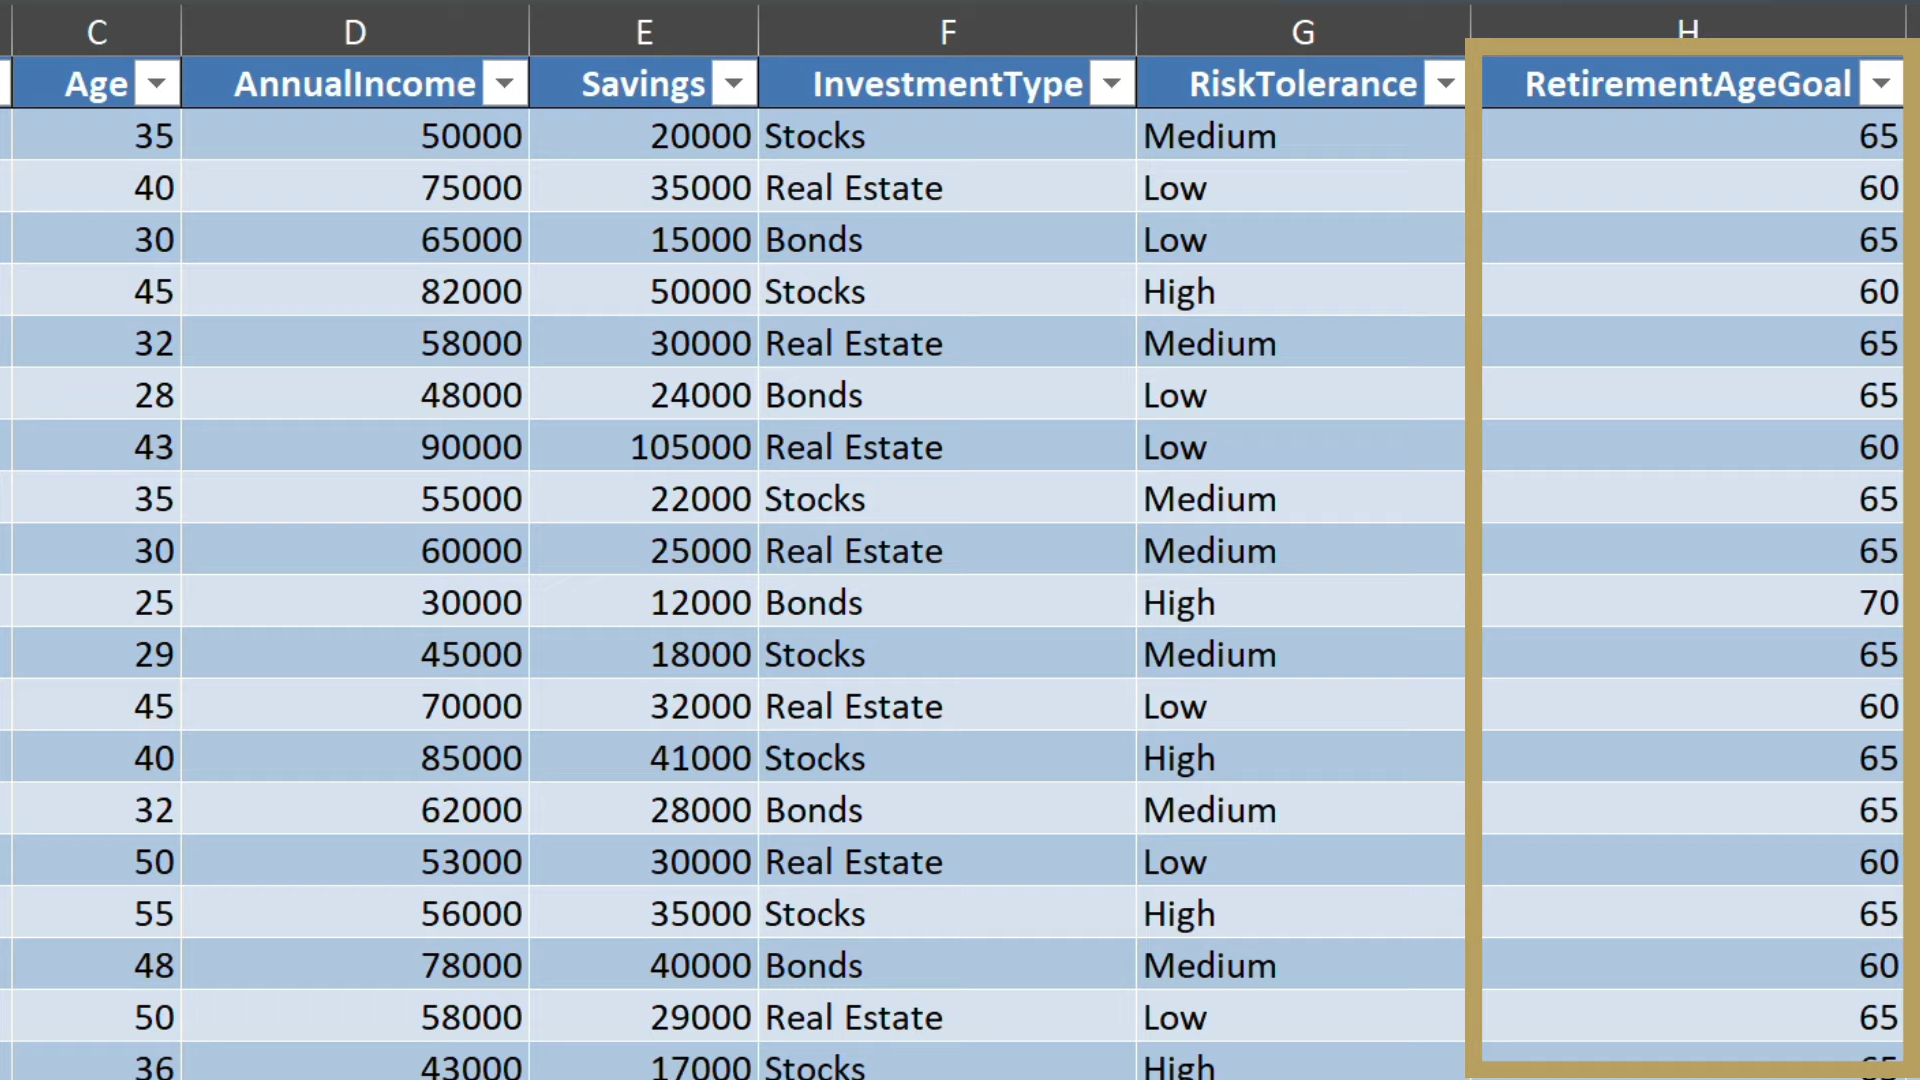 C D E F G H
Age AnnualIncome Savings InvestmentType RiskTolerance RetirementAgeGoal
35 50000 20000 Stocks Medium 65
40 75000 35000 Real Estate Low 60
30 65000 15000 Bonds Low 65
45 82000 50000 Stocks High 60
32 58000 30000 Real Estate Medium 65
28 48000 24000 Bonds Low 65
43 90000 105000 Real Estate Low 60
35 55000 22000 Stocks Medium 65
30 60000 25000 Real Estate Medium 65
25 30000 12000 Bonds High 70
29 45000 18000 Stocks Medium 65
45 70000 32000 Real Estate Low 60
40 85000 41000 Stocks High 65
32 62000 28000 Bonds Medium 65
50 53000 30000 Real Estate Low 60
55 56000 35000 Stocks High 65
48 78000 40000 Bonds Medium 60
50 58000 29000 Real Estate Low 65
36 43000 17000 Stocks High